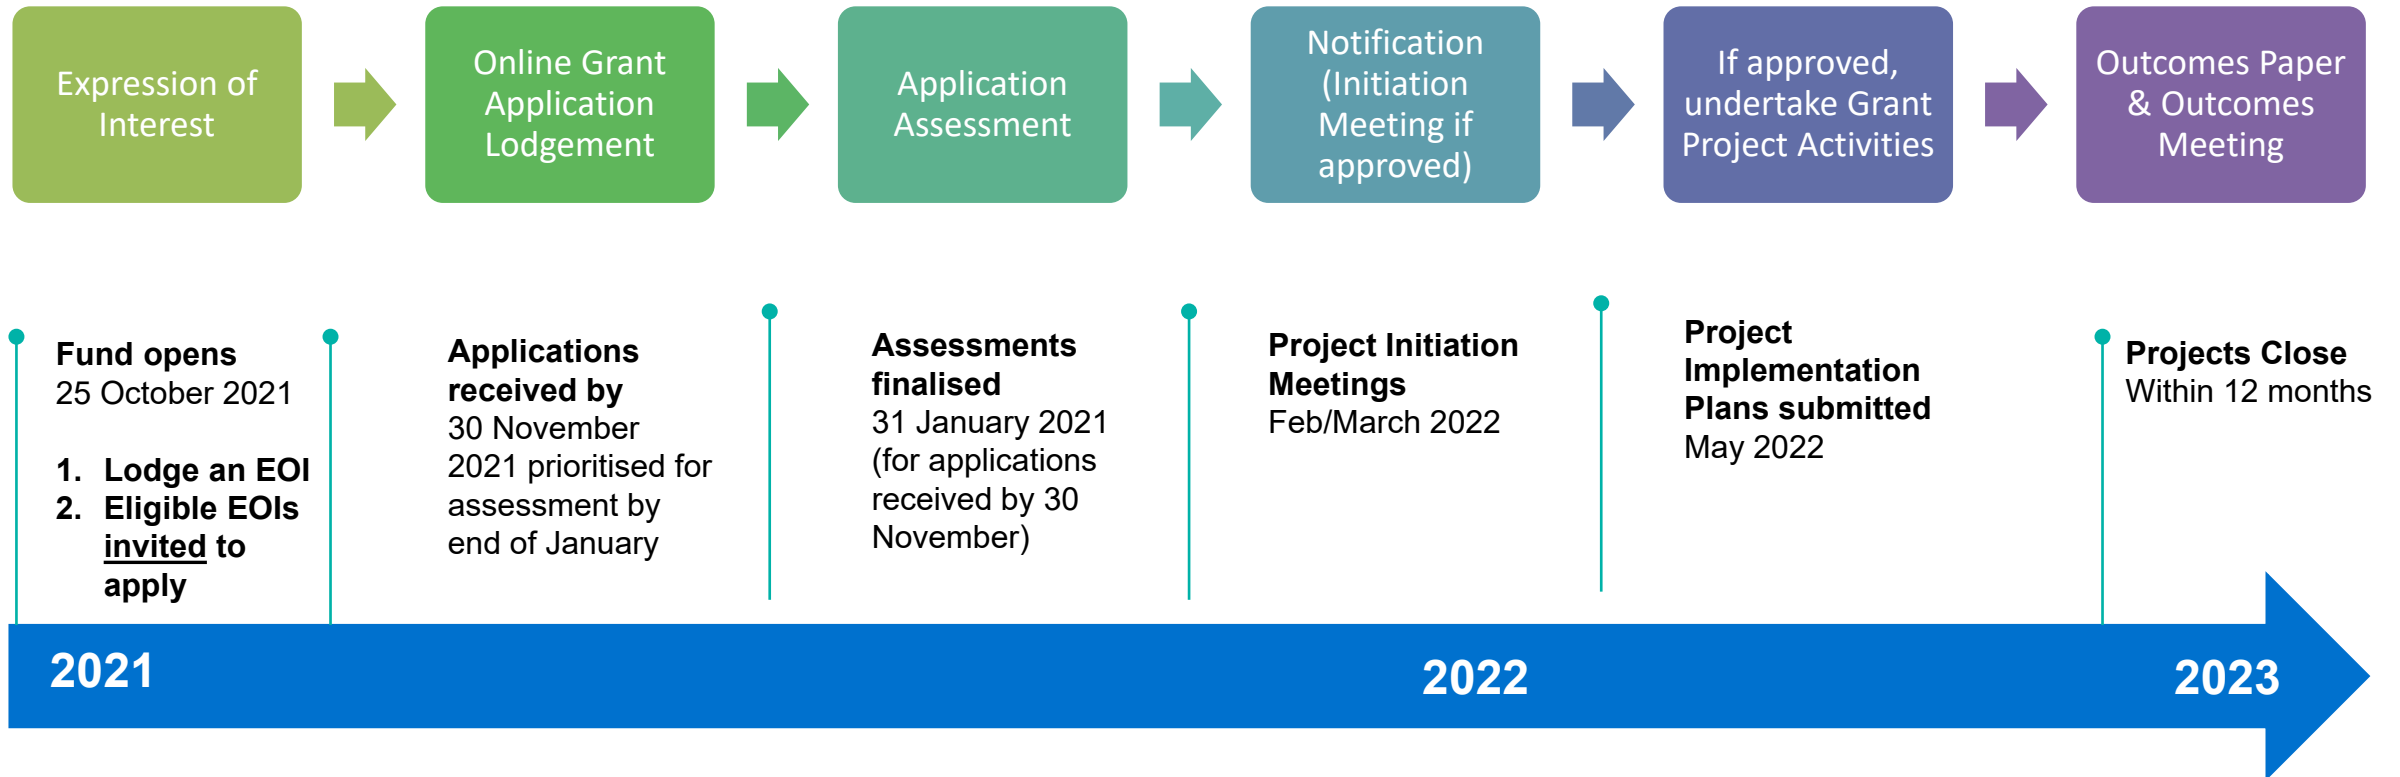 Expression of
Interest
Online Grant
Application
Lodgement
Application
Assessment
Notification
(Initiation
Meeting if
approved)
If approved,
undertake Grant
Project Activities
Outcomes Paper
& Outcomes
Meeting
Fund opens
25 October 2021
1. Lodge an EOI
2. Eligible EOIs
invited to
apply
Applications
received by
30 November
2021 prioritised for
assessment by
end of January
Assessments
finalised
31 January 2021
(for applications
received by 30
November)
Project Initiation
Meetings
Feb/March 2022
Project
Implementation
Plans submitted
May 2022
Projects Close
Within 12 months
2021
2022
2023